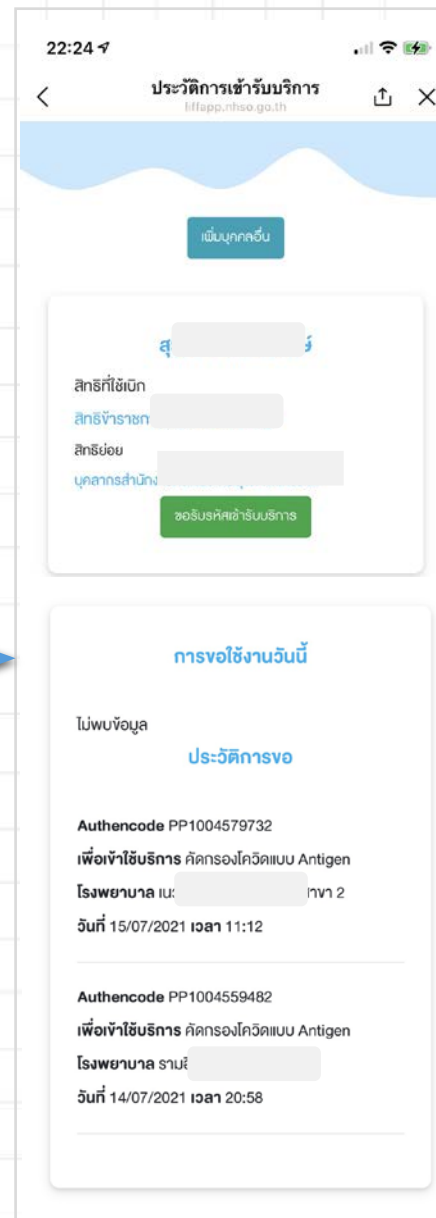 22:24
ประวัติการเข้ารับบริการ
liffapp.nhso.go.th
เพิ่มบุคคลอื่น
สิทธิที่ใช้เบิก
สิทธิข้าราชก
สิทธิย่อย
บุคลากรสำนัก
ขอรับรหัสเข้ารับบริการ
การขอใช้งานวันนี้
ไม่พบข้อมูล
ประวัติการขอ
Authencode PP1004579732
เพื่อเข้าใช้บริการ คัดกรองโควิดแบบ Antigen
โรงพยาบาล 2
วันที่ 15/07/2021 เวลา 11:12
Authencode PP1004559482
เพื่อเข้าใช้บริการ คัดกรองโควิดแบบ Antigen
โรงพยาบาล
วันที่ 14/07/2021 เวลา 20:58